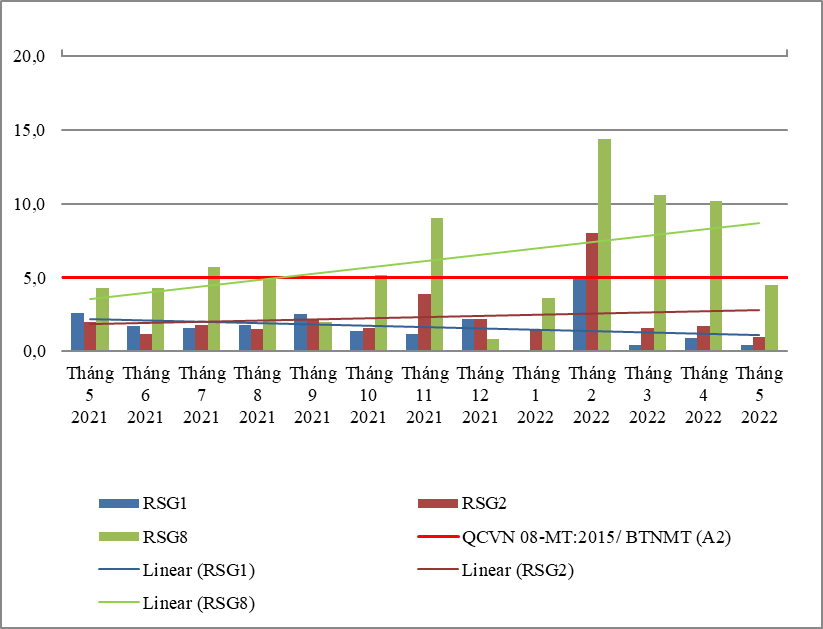 20,0
15,0
10,0
5,0
0,0
Tháng Tháng Tháng Tháng Tháng Tháng Tháng Tháng Tháng Tháng Tháng Tháng Tháng
5 6 7 8 9 10 11 12 1 2 3 4 5
2021 2021 2021 2021 2021 2021 2021 2021 2022 2022 2022 2022 2022
RSG1 RSG2
RSG8 QCVN 08-MT:2015/ BTNMT (A2)
Linear (RSG1) Linear (RSG2)
Linear (RSG8)